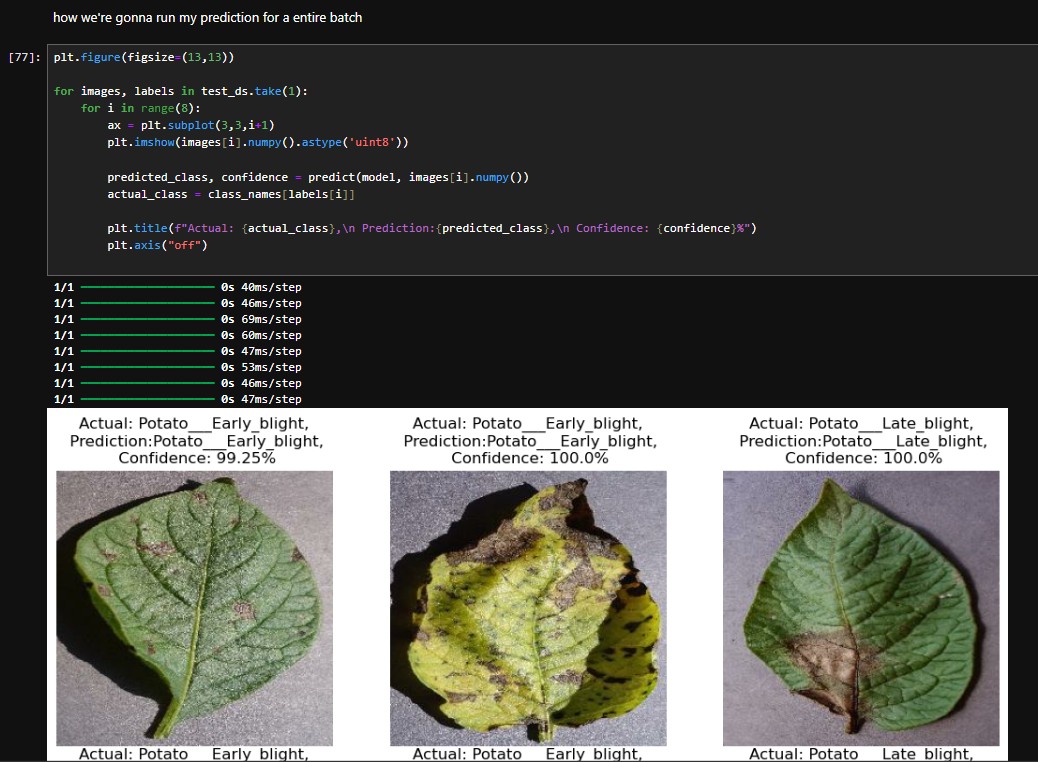 how we're gonna run my prediction for a entire batch
[77]: plt.figure(figsize=(13,13))
for images, labels in test_ds.take(1):
    for i in range(8):
        ax = plt.subplot(3,3,i+1)
        plt.imshow(images[i].numpy().astype('uint8'))
        predicted_class, confidence = predict(model, images[i].numpy())
        actual_class = class_names[labels[i]]
        plt.title(f"Actual: {actual_class},\n Prediction:{predicted_class},\n Confidence: {confidence}%")
        plt.axis("off")
1/1 0s 40ms/step
1/1 0s 46ms/step
1/1 0s 69ms/step
1/1 0s 60ms/step
1/1 0s 47ms/step
1/1 0s 53ms/step
1/1 0s 46ms/step
1/1 0s 47ms/step
Actual: Potato___Early_blight,
Prediction:Potato___Early_blight,
Confidence: 99.25%
Actual: Potato___Early_blight,
Prediction:Potato___Early_blight,
Confidence: 100.0%
Actual: Potato___Late_blight,
Prediction:Potato___Late_blight,
Confidence: 100.0%
Actual: Potato___Early_blight,
Actual: Potato___Early_blight,
Actual: Potato___Late_blight,